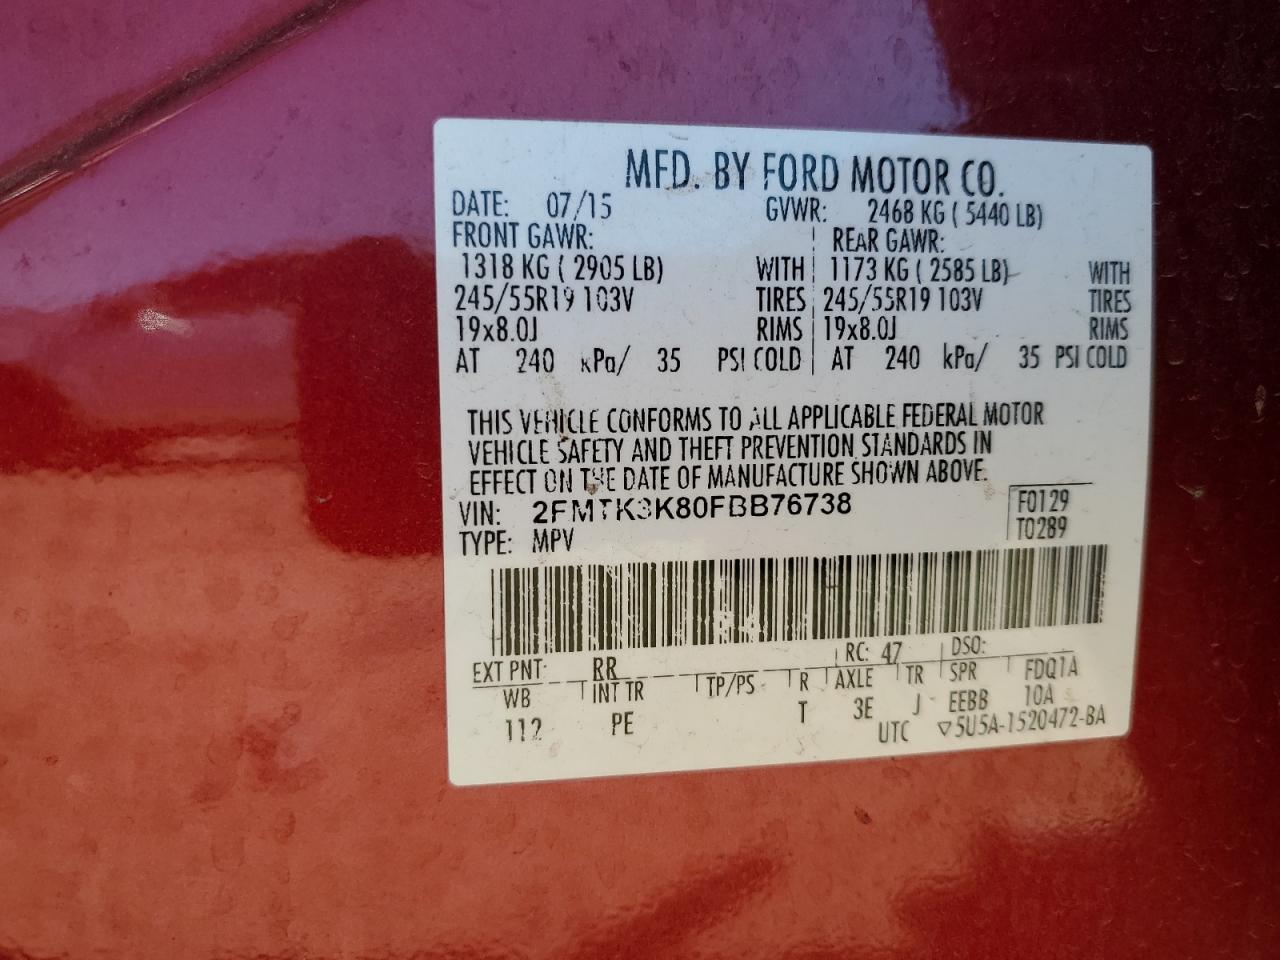 MFD. BY FORD MOTOR CO.
DATE: 07/15 GVWR: 2468 KG ( 5440 LB)
FRONT GAWR: REAR GAWR:
1318 KG ( 2905 LB) WITH 1173 KG ( 2585 LB) WITH
245/55R19 103V TIRES 245/55R19 103V TIRES
19x8.0J RIMS 19x8.0J RIMS
AT 240 kPa/ 35 PSI COLD AT 240 kPa/ 35 PSI COLD
THIS VEHICLE CONFORMS TO ALL APPLICABLE FEDERAL MOTOR
VEHICLE SAFETY AND THEFT PREVENTION STANDARDS IN
EFFECT ON THE DATE OF MANUFACTURE SHOWN ABOVE.
VIN: 2FMTK3K80FBB76738 F0129
TYPE: MPV T0289
EXT PNT: RR RC: 47 DSO:
WB INT TR TP/PS R AXLE TR SPR FDQ1A
112 PE T 3E J EEBB 10A
UTC ▽5U5A-1520472-BA